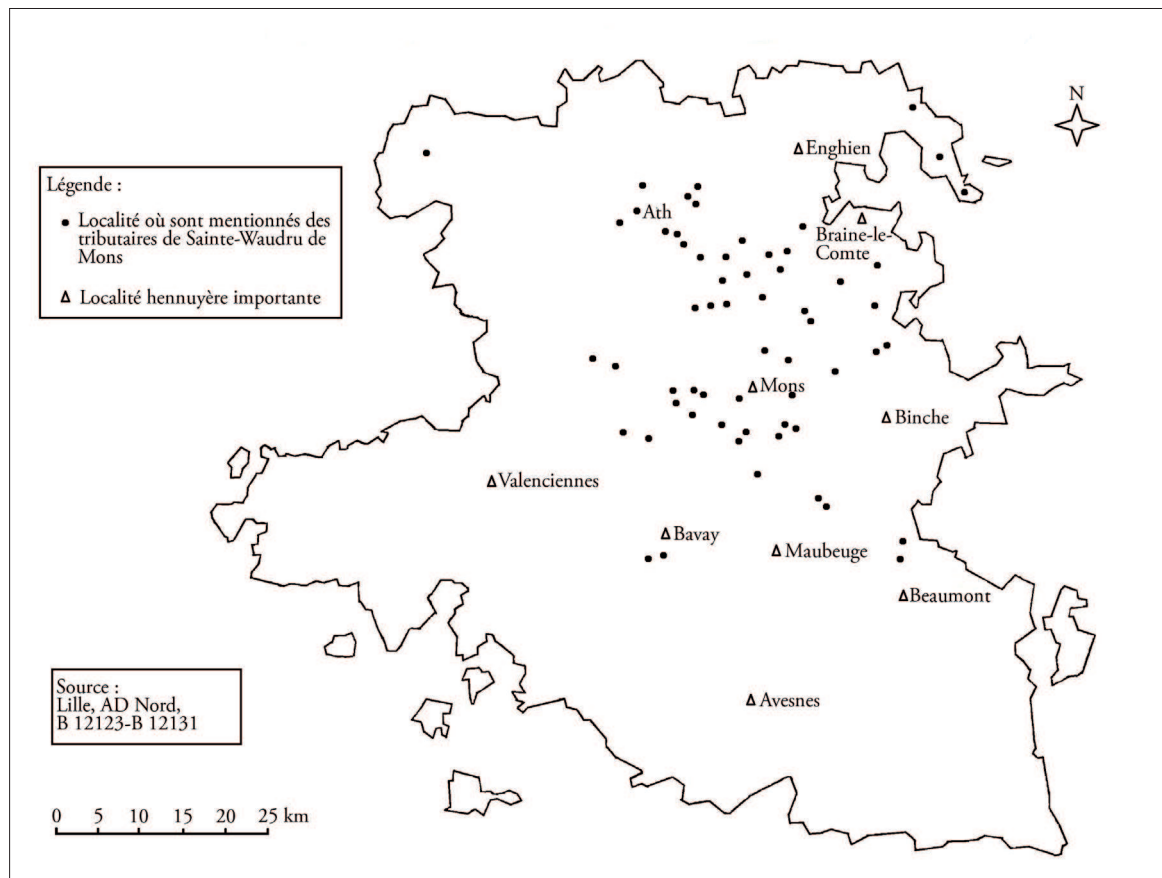 N
Enghien
Légende :
Localité où sont mentionnés des
tributaires de Sainte-Waudru de
Mons
Localité hennuyère importante
Ath
Braine-le-
Comte
Mons
Binche
Valenciennes
Bavay
Maubeuge
Beaumont
Source :
Lille, AD Nord,
B 12123-B 12131
Avesnes
0 5 10 15 20 25 km